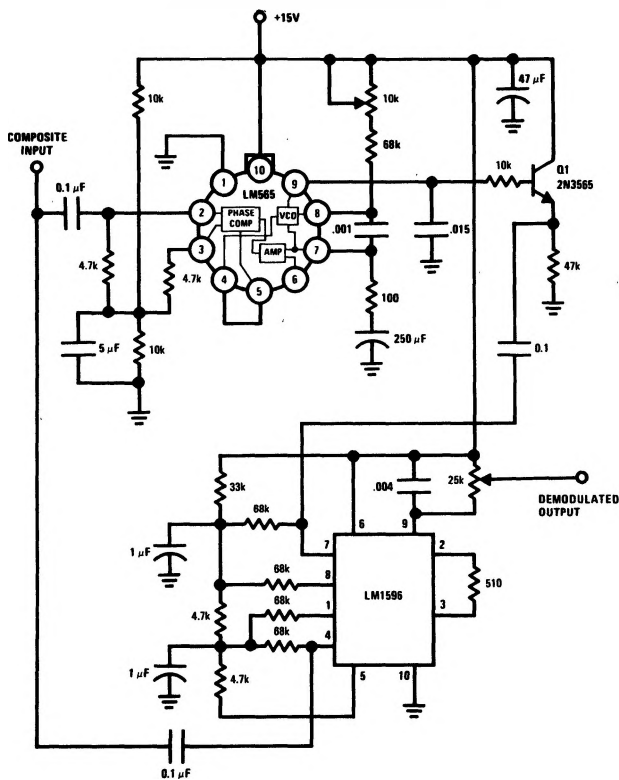 +15V
47 µF
10k
10k
10k
Q1
2N3565
COMPOSITE
INPUT
68k
10
LM565
1
9
0.1 µF
2
PHASE
COMP
VCO
8
.001
.015
3
AMP
7
4.7k
4.7k
4
5
6
100
47k
5 µF
10k
250 µF
0.1
33k
.004
25k
DEMODULATED
OUTPUT
68k
6
9
1 µF
7
2
68k
8
LM1596
510
68k
1
3
4.7k
68k
4
1 µF
4.7k
5
10
0.1 µF